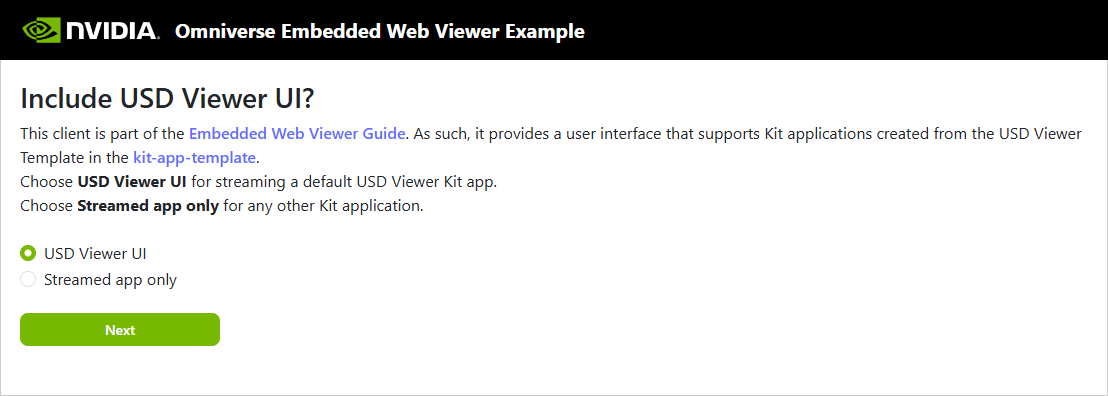 NVIDIA. Omniverse Embedded Web Viewer Example
Include USD Viewer UI?
This client is part of the Embedded Web Viewer Guide. As such, it provides a user interface that supports Kit applications created from the USD Viewer
Template in the kit-app-template.
Choose USD Viewer UI for streaming a default USD Viewer Kit app.
Choose Streamed app only for any other Kit application.
USD Viewer UI
Streamed app only
Next